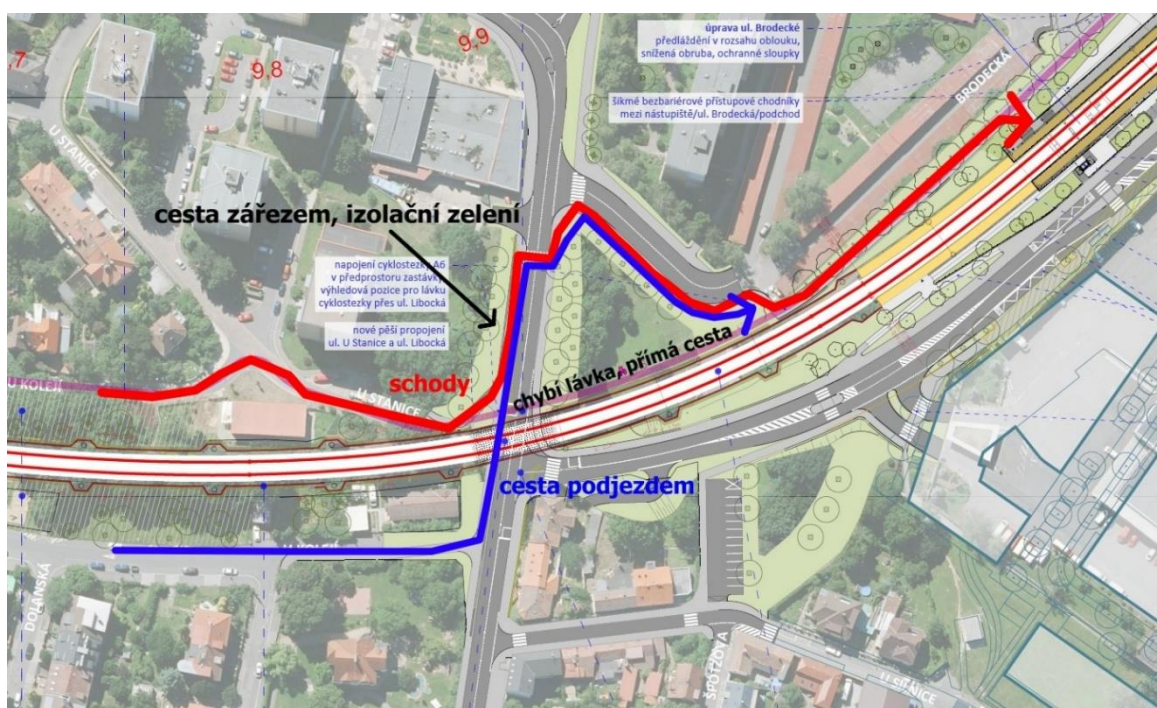 ,7
9,8
9,9
úprava ul. Brodecké
předláždění v rozsahu oblouku,
snížená obruba, ochranné sloupky
šikmé bezbariérové přístupové chodníky
mezi nástupiště/ul. Brodecká/podchod
BRODECKÁ
U STANICE
cesta zářezem, izolační zelení
napojení cyklostezky A6
v předprostoru zastávky,
výhledová pozice pro lávku
cyklostezky přes ul. Libocká
nové pěší propojení
ul. U Stanice a ul. Libocká
chybí lávka, přímá cesta
U KOLEJÍ
schody
U STANICE
cesta podjezdem
U KOLEJÍ
DOLANSKÁ
ŠPOTZOVA
U STANICE